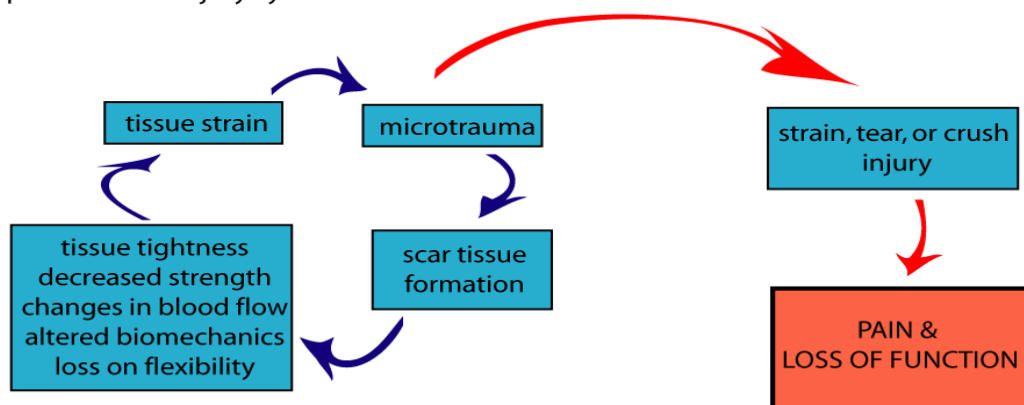 tissue strain
microtrauma
strain, tear, or crush
injury
tissue tightness
decreased strength
changes in blood flow
altered biomechanics
loss on flexibility
scar tissue
formation
PAIN &
LOSS OF FUNCTION